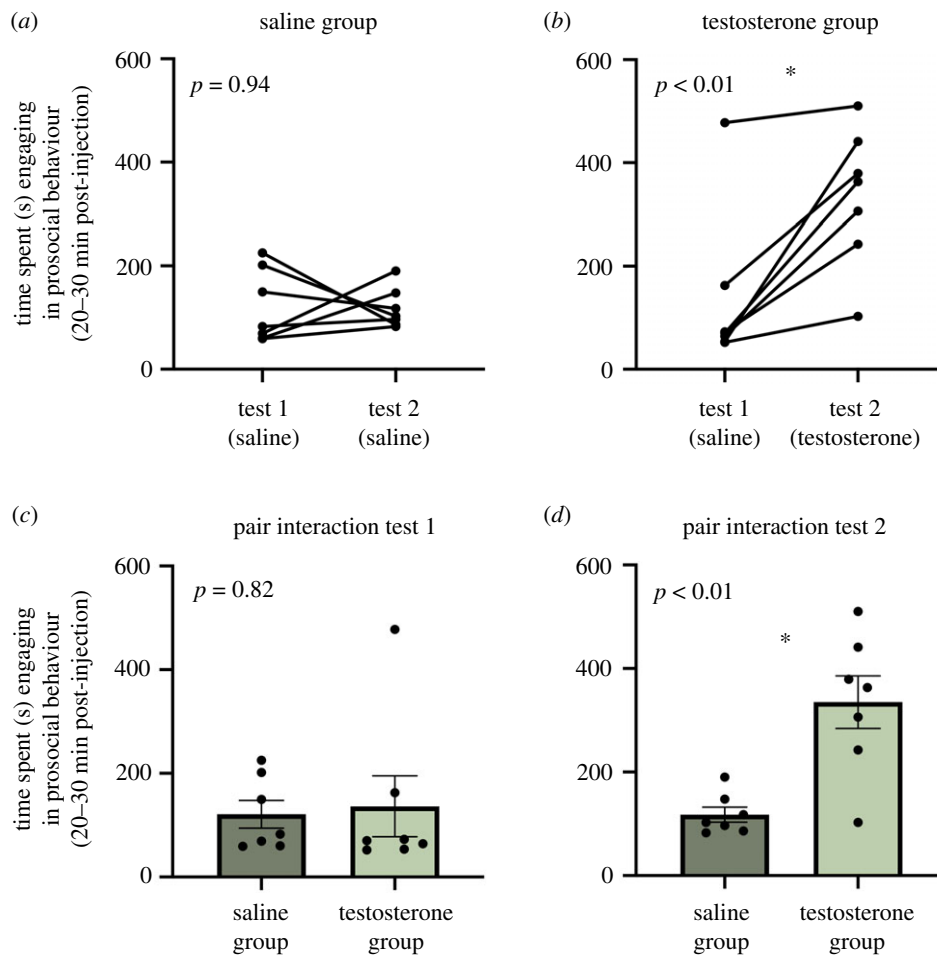 (a)
saline group
time spent (s) engaging
in prosocial behaviour
(20–30 min post-injection)
600
400
200
0
p = 0.94
test 1
(saline)
test 2
(saline)
(b)
testosterone group
600
400
200
0
p < 0.01
*
test 1
(saline)
test 2
(testosterone)
(c)
pair interaction test 1
time spent (s) engaging
in prosocial behaviour
(20–30 min post-injection)
600
400
200
0
p = 0.82
saline
group
testosterone
group
(d)
pair interaction test 2
600
400
200
0
p < 0.01
*
saline
group
testosterone
group